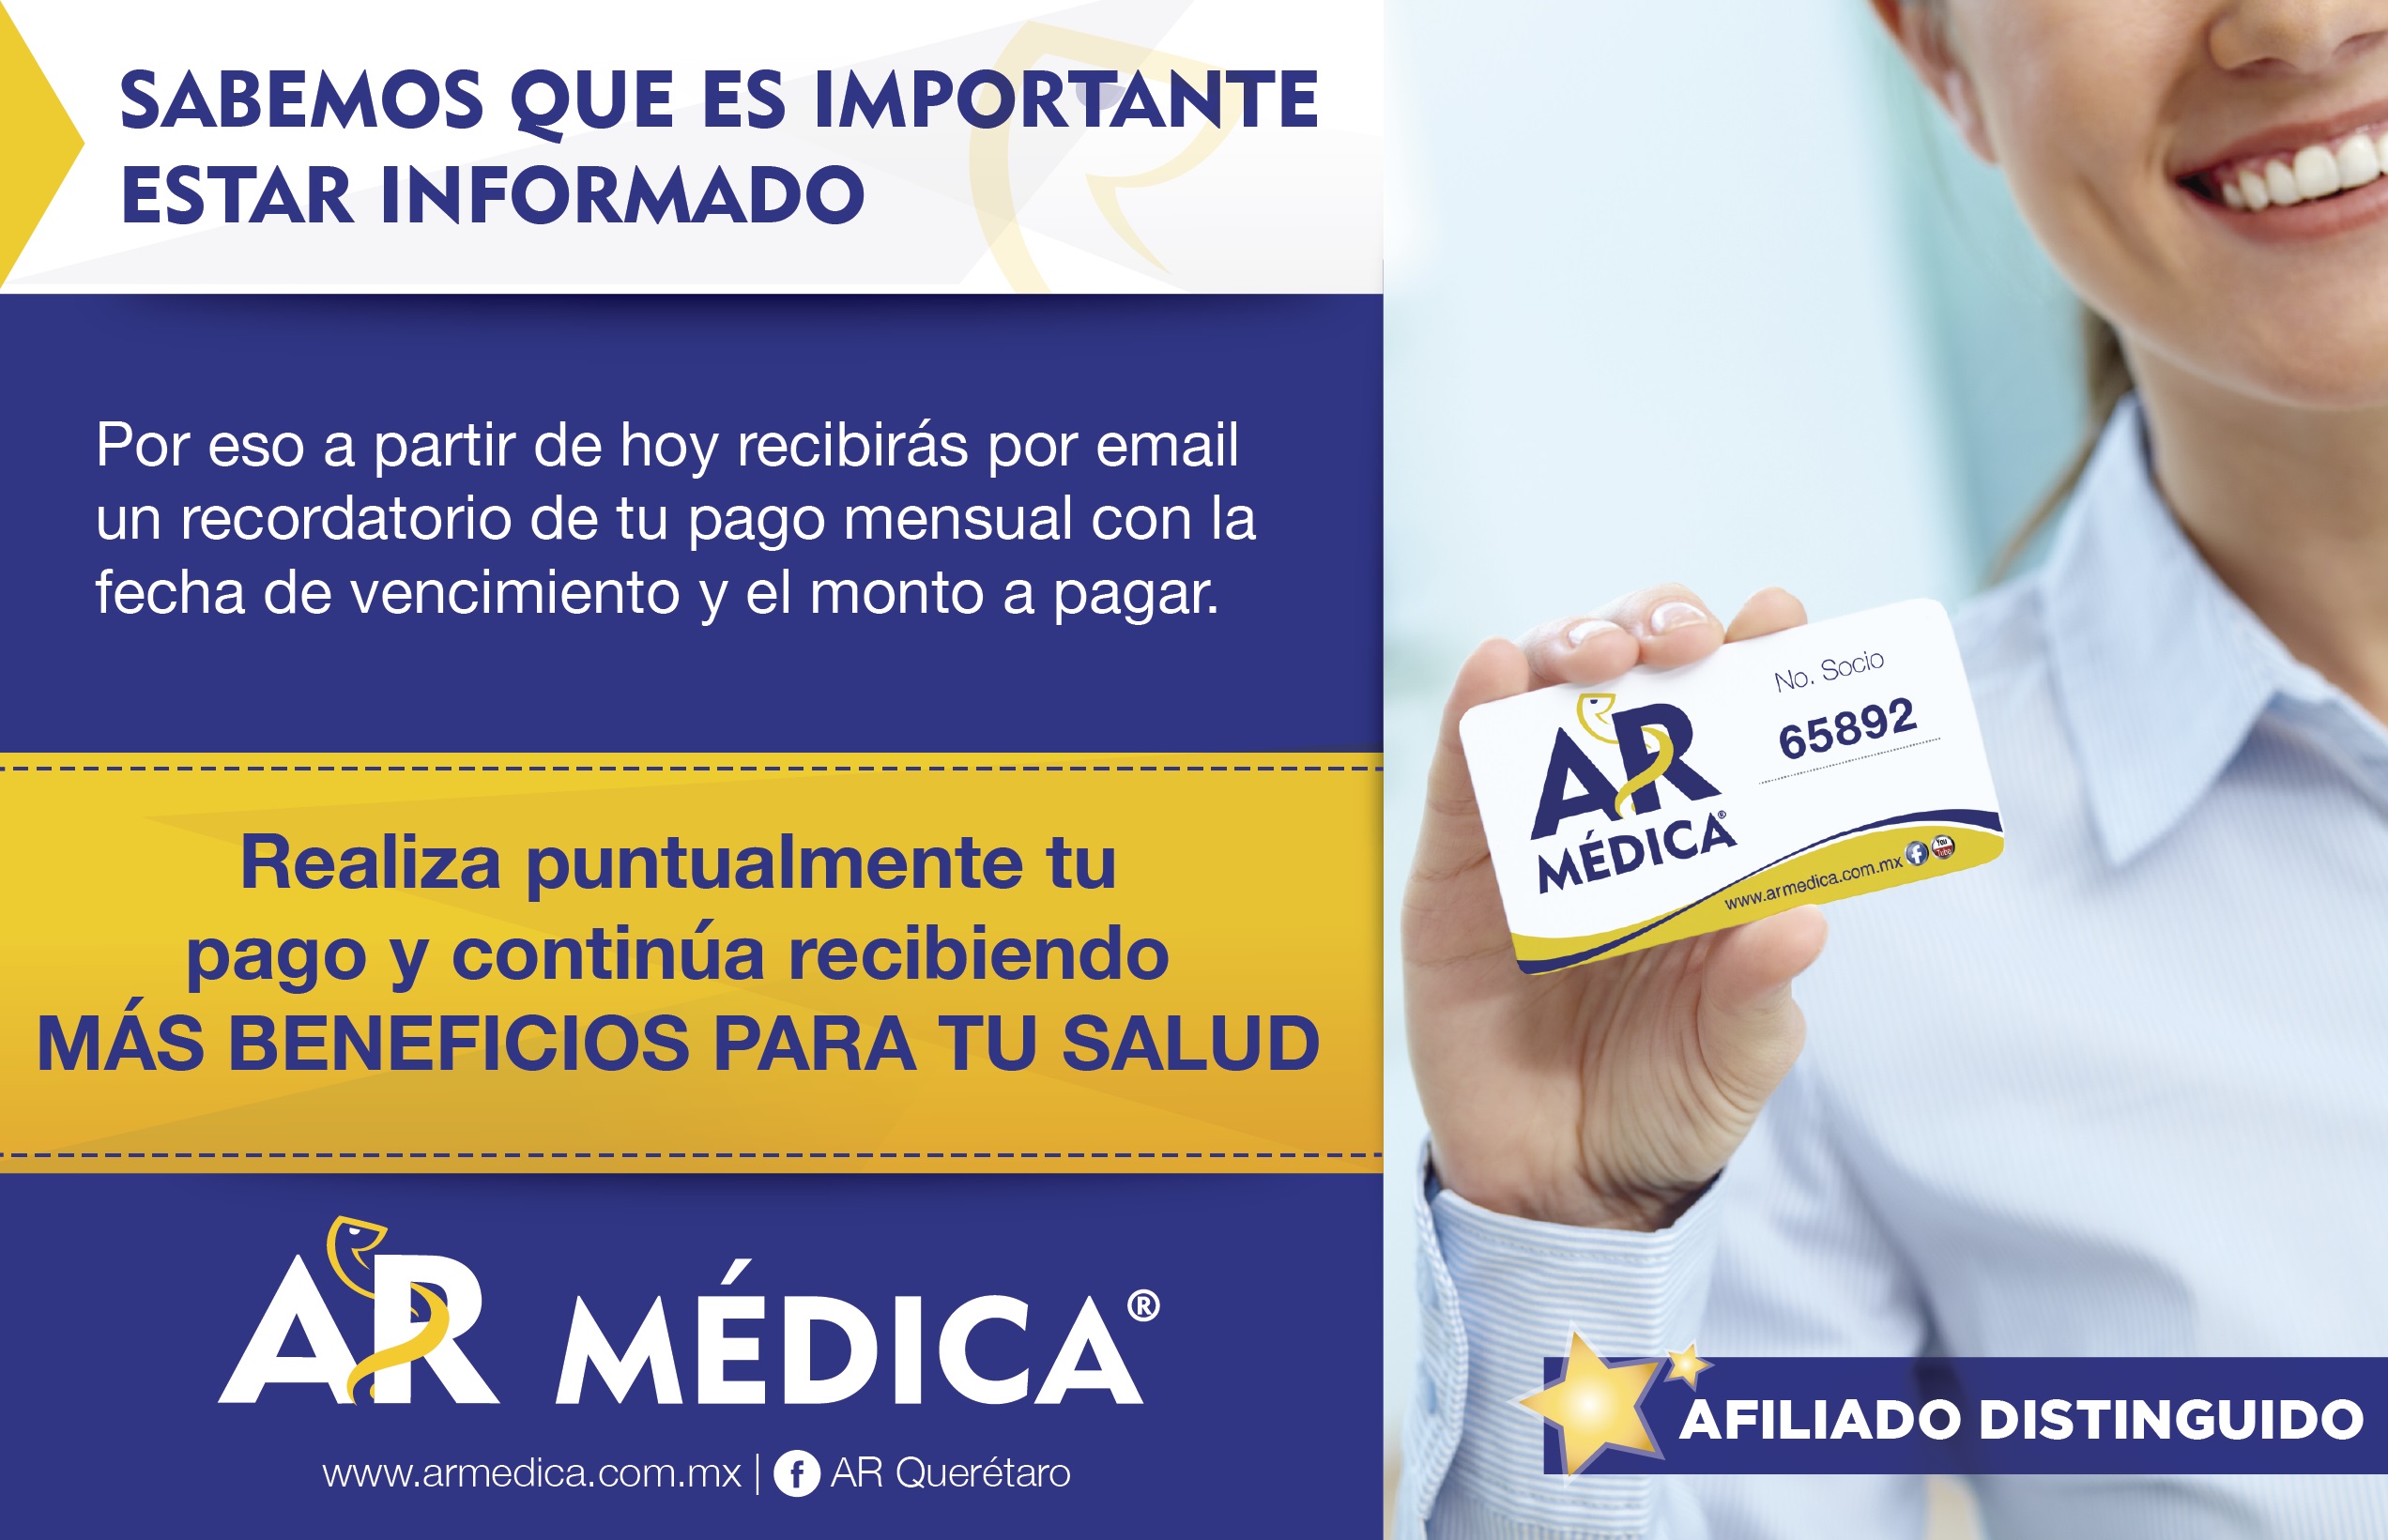 SABEMOS QUE ES IMPORTANTE
ESTAR INFORMADO
Por eso a partir de hoy recibirás por email
un recordatorio de tu pago mensual con la
fecha de vencimiento y el monto a pagar.
Realiza puntualmente tu
pago y continúa recibiendo
MÁS BENEFICIOS PARA TU SALUD
AR MÉDICA®
www.armedica.com.mx | f AR Querétaro
No. Socio
65892
AR
MÉDICA®
www.armedica.com.mx f You Tube
AFILIADO DISTINGUIDO